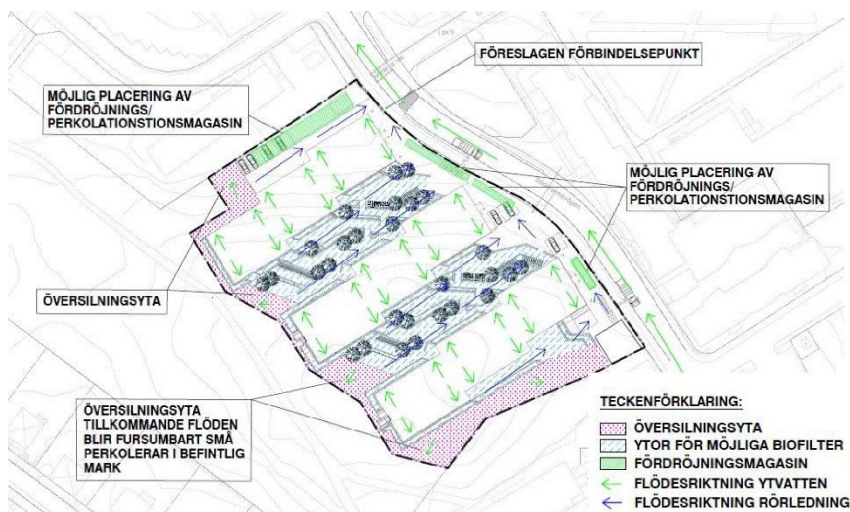 FÖRESLAGEN FÖRBINDELSEPUNKT
MÖJLIG PLACERING AV
FÖRDRÖJNINGS/
PERKOLATIONSTIONSMAGASIN
MÖJLIG PLACERING AV
FÖRDRÖJNINGS/
PERKOLATIONSTIONSMAGASIN
ÖVERSILNINGSYTA
ÖVERSILNINGSYTA
TILLKOMMANDE FLÖDEN
BLIR FURSUMBART SMÅ
PERKOLERAR I BEFINTLIG
MARK
TECKENFÖRKLARING:
ÖVERSILNINGSYTA
YTOR FÖR MÖJLIGA BIOFILTER
FÖRDRÖJNINGSMAGASIN
FLÖDESRIKTNING YTVATTEN
FLÖDESRIKTNING RÖRLEDNING